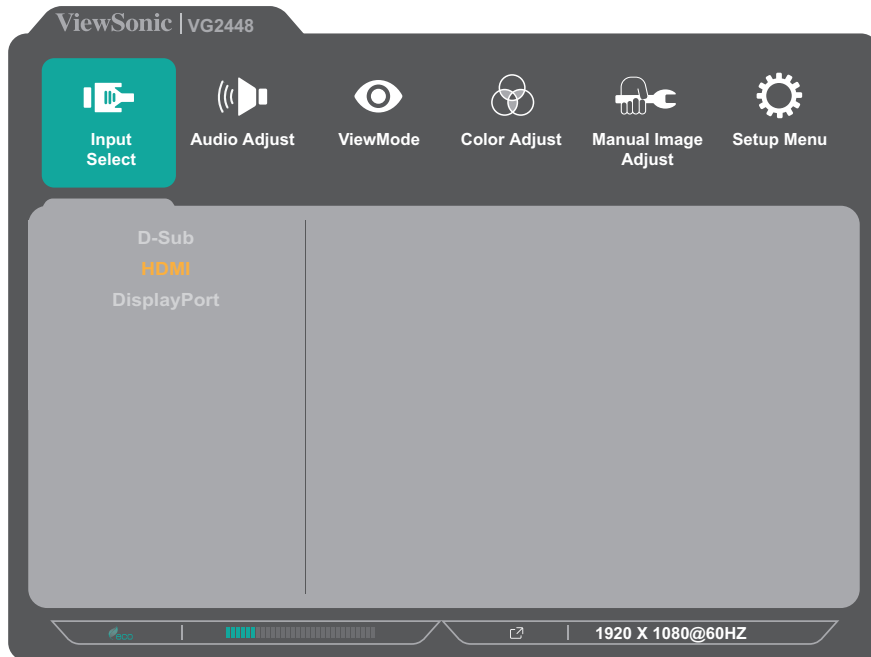 ViewSonic | VG2448
Input
Select
Audio Adjust
ViewMode
Color Adjust
Manual Image
Adjust
Setup Menu
D-Sub
HDMI
DisplayPort
eco
1920 X 1080@60HZ